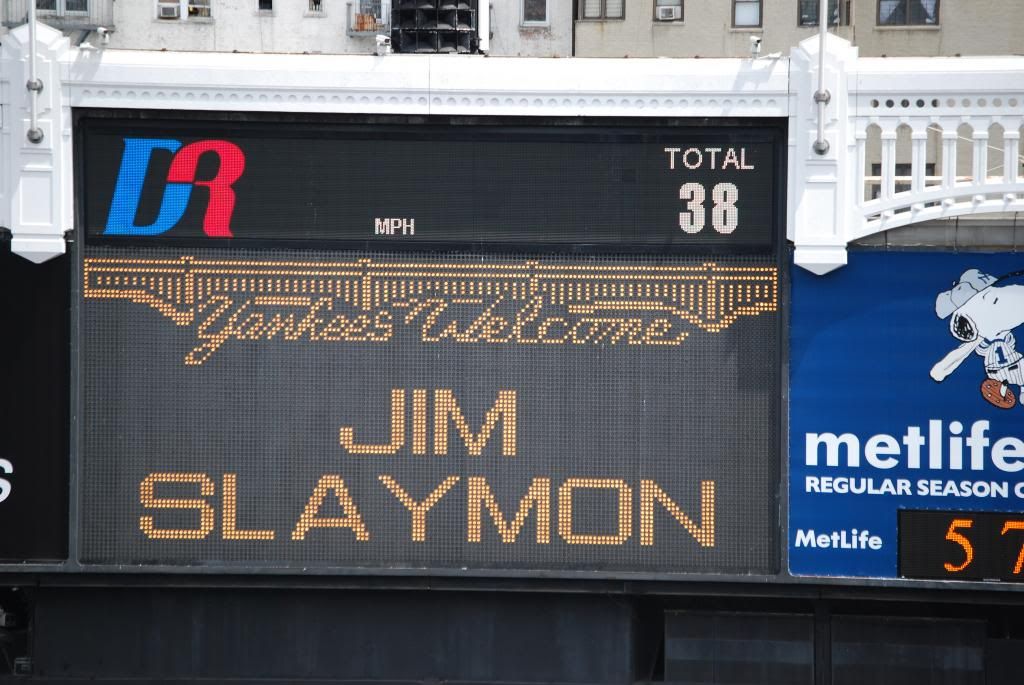 DR
TOTAL
38
MPH
Yankees Welcome
JIM
SLAYMON
metlife
REGULAR SEASON
MetLife
57
s